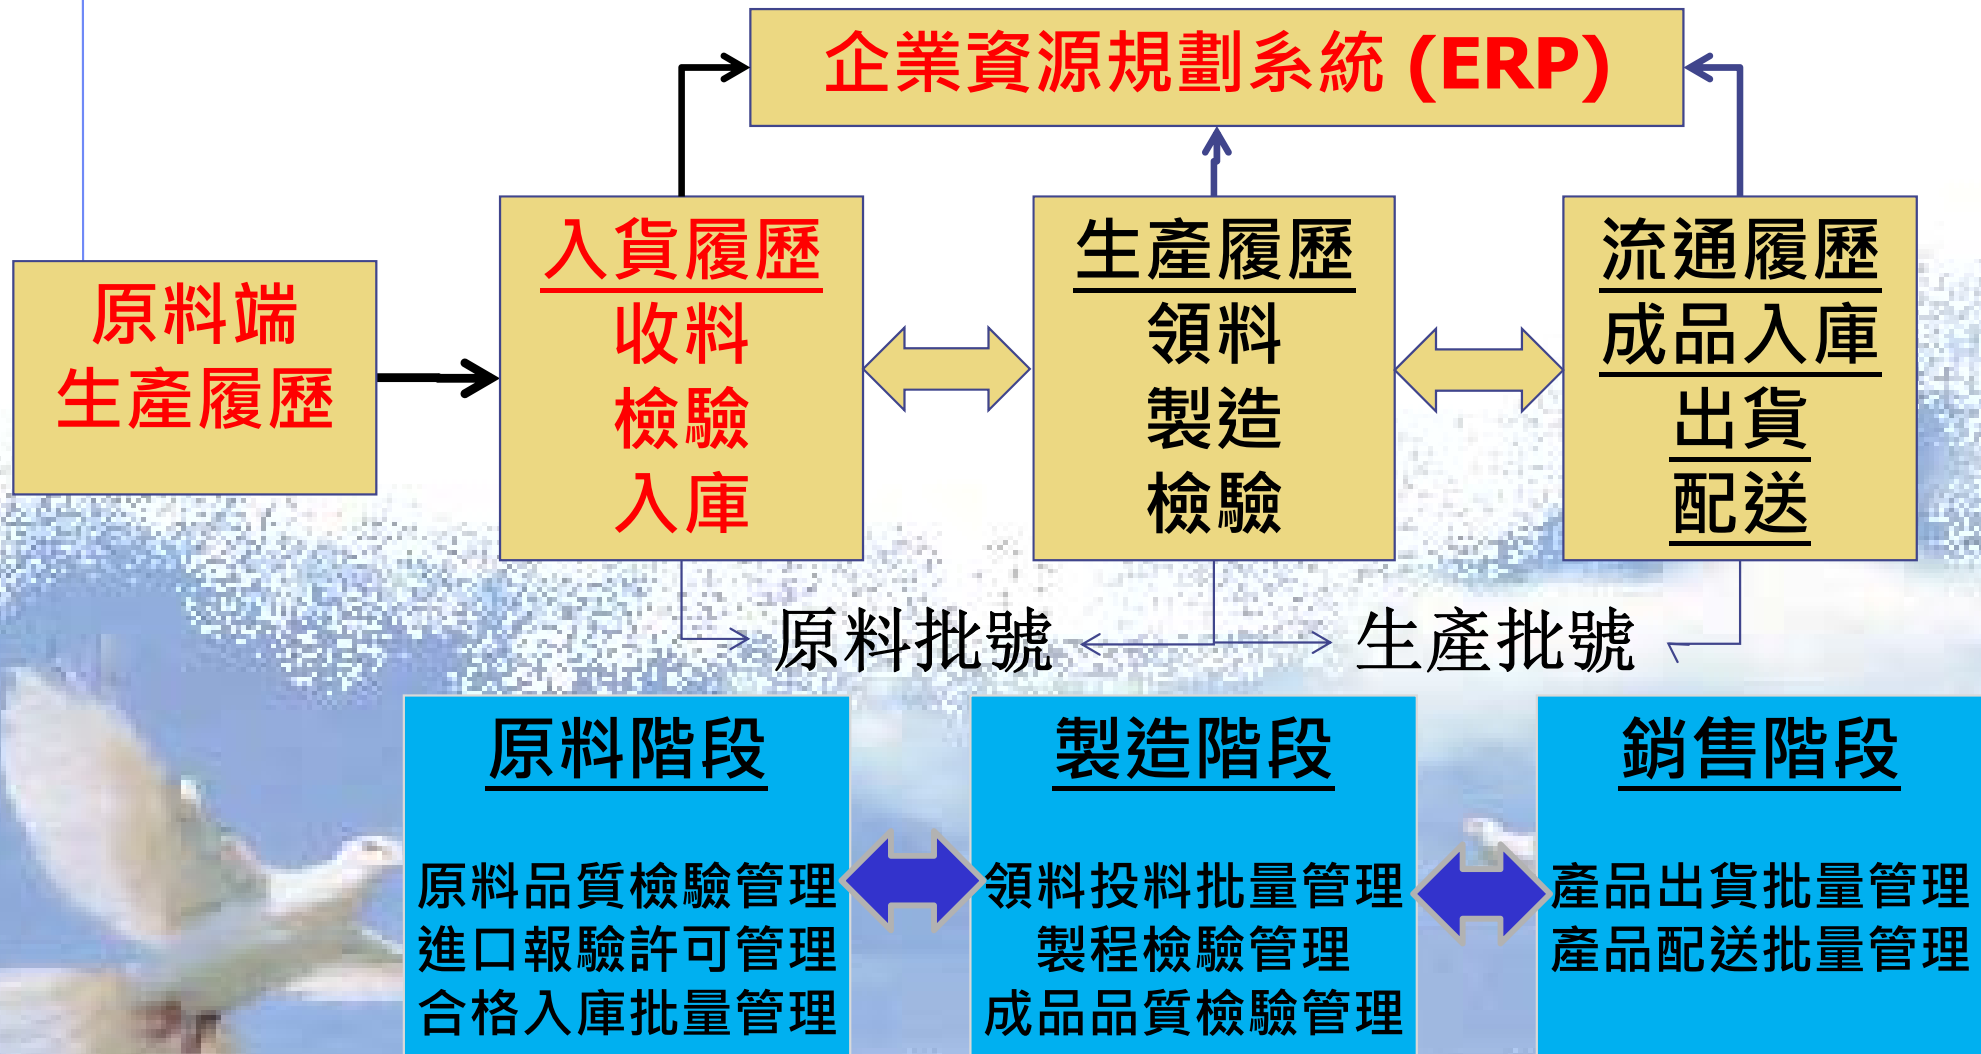 企業資源規劃系統 (ERP)
原料端
生產履歷
入貨履歷
收料
檢驗
入庫
生產履歷
領料
製造
檢驗
流通履歷
成品入庫
出貨
配送
原料批號
生產批號
原料階段
原料品質檢驗管理
進口報驗許可管理
合格入庫批量管理
製造階段
領料投料批量管理
製程檢驗管理
成品品質檢驗管理
銷售階段
產品出貨批量管理
產品配送批量管理